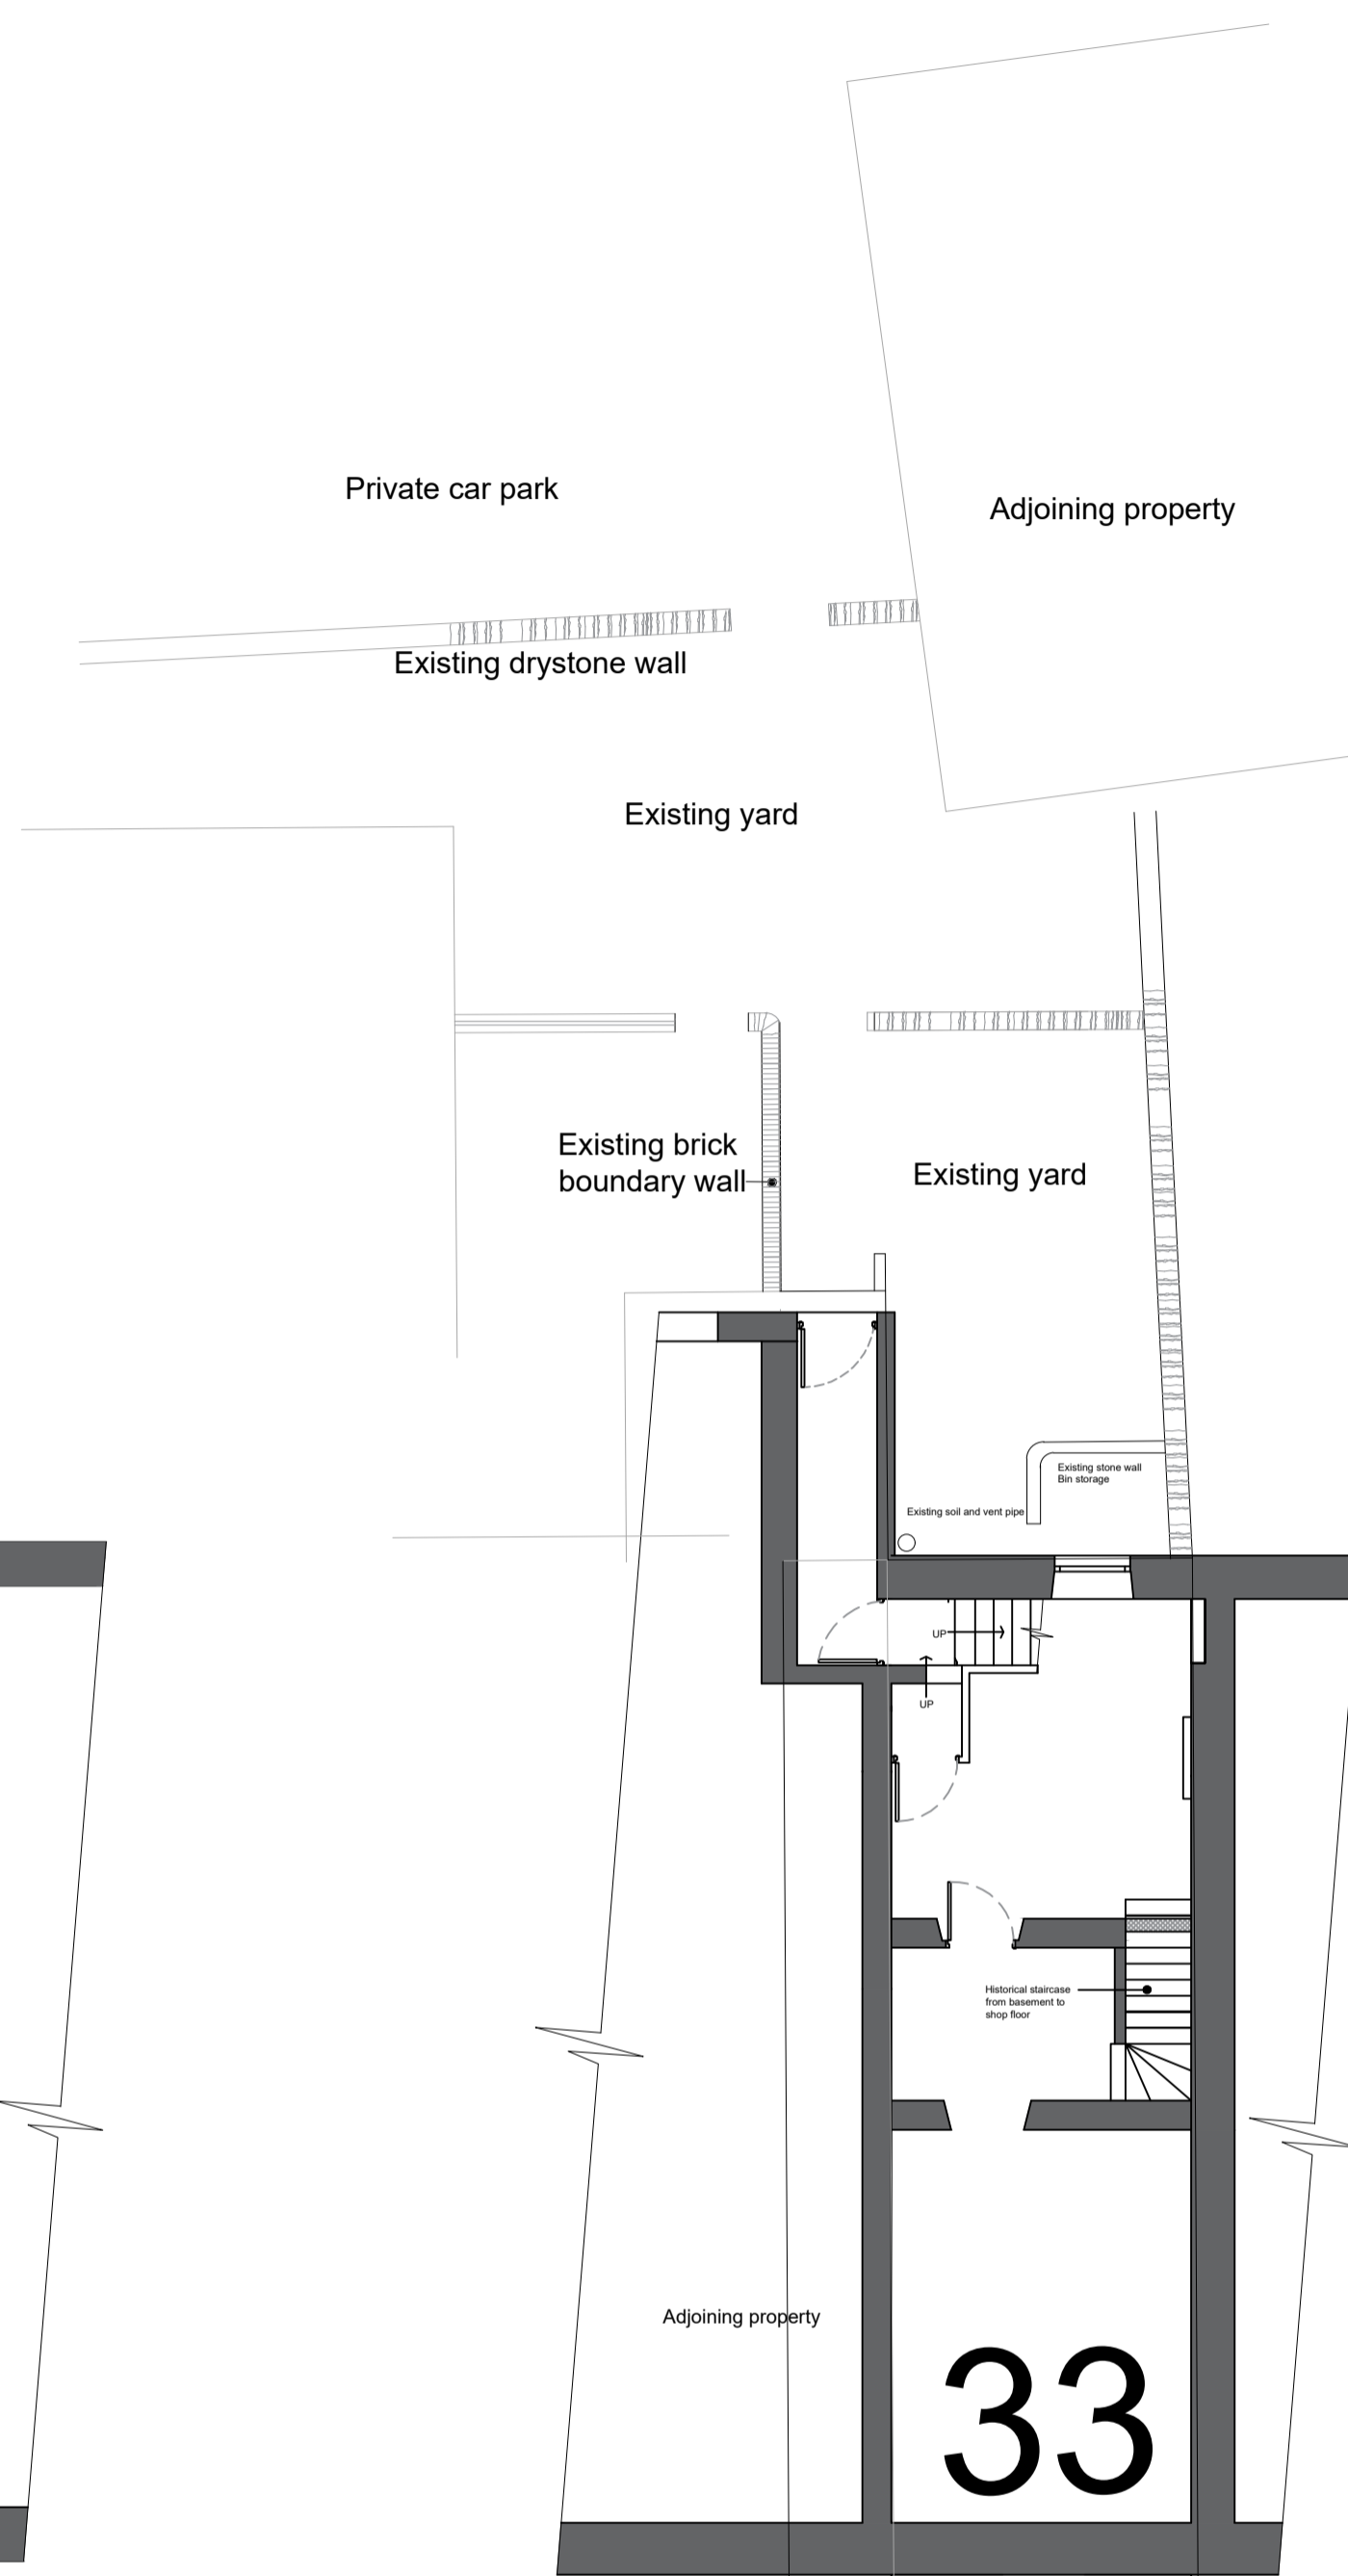 Private car park
Adjoining property
Existing drystone wall
Existing yard
Existing brick
boundary wall
Existing yard
Existing stone wall
Bin storage
Existing soil and vent pipe
UP
UP
Historical staircase
from basement to
shop floor
Adjoining property
33